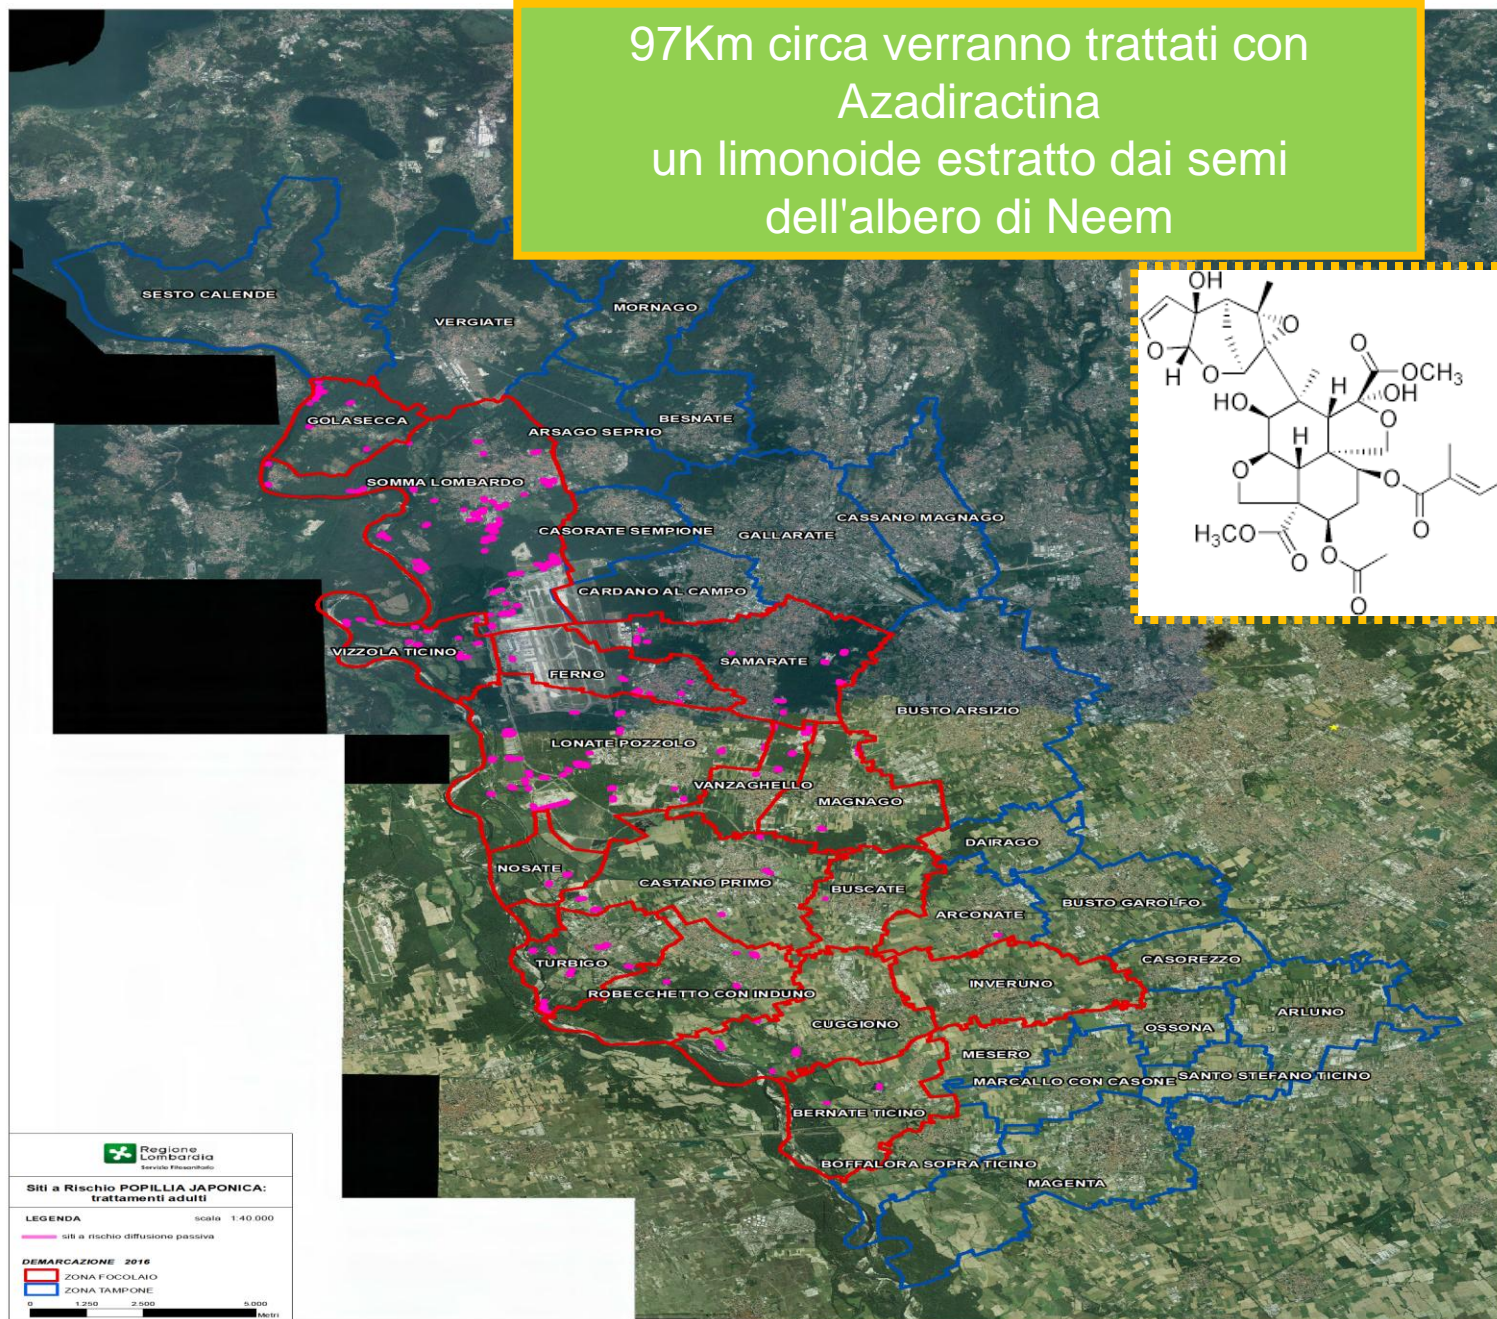 97Km circa verranno trattati con
Azadiractina
un limonoide estratto dai semi
dell'albero di Neem
SESTO CALENDE
VERGIATE
MORNAGO
GOLASECCA
ARSAGO SEPRIO
BESNATE
SOMMA LOMBARDO
CASORATE SEMPIONE
GALLARATE
CASSANO MAGNAGO
CARDANO AL CAMPO
VIZZOLA TICINO
FERNO
SAMARATE
BUSTO ARSIZIO
LONATE POZZOLO
VANZAGHELLO
MAGNAGO
DAIRAGO
NOSATE
CASTANO PRIMO
BUSCATE
ARCONATE
BUSTO GAROLFO
TURBIGO
ROBECCHETTO CON INDUNO
INVERUNO
CASOREZZO
CUGGIONO
OSSONA
ARLUNO
MESERO
MARCALLO CON CASONE
SANTO STEFANO TICINO
BERNATE TICINO
BOFFALORA SOPRA TICINO
MAGENTA
OH
O
O
H
O
O
OCH3
HO
H
OH
O
H
O
O
O
H3CO
O
O
O
Regione
Lombardia
Servizio Fitosanitario
Siti a Rischio POPILLIA JAPONICA:
trattamenti adulti
LEGENDA scala 1:40.000
siti a rischio diffusione passiva
DEMARCAZIONE 2016
ZONA FOCOLAIO
ZONA TAMPONE
0 1.250 2.500 5.000
Metri